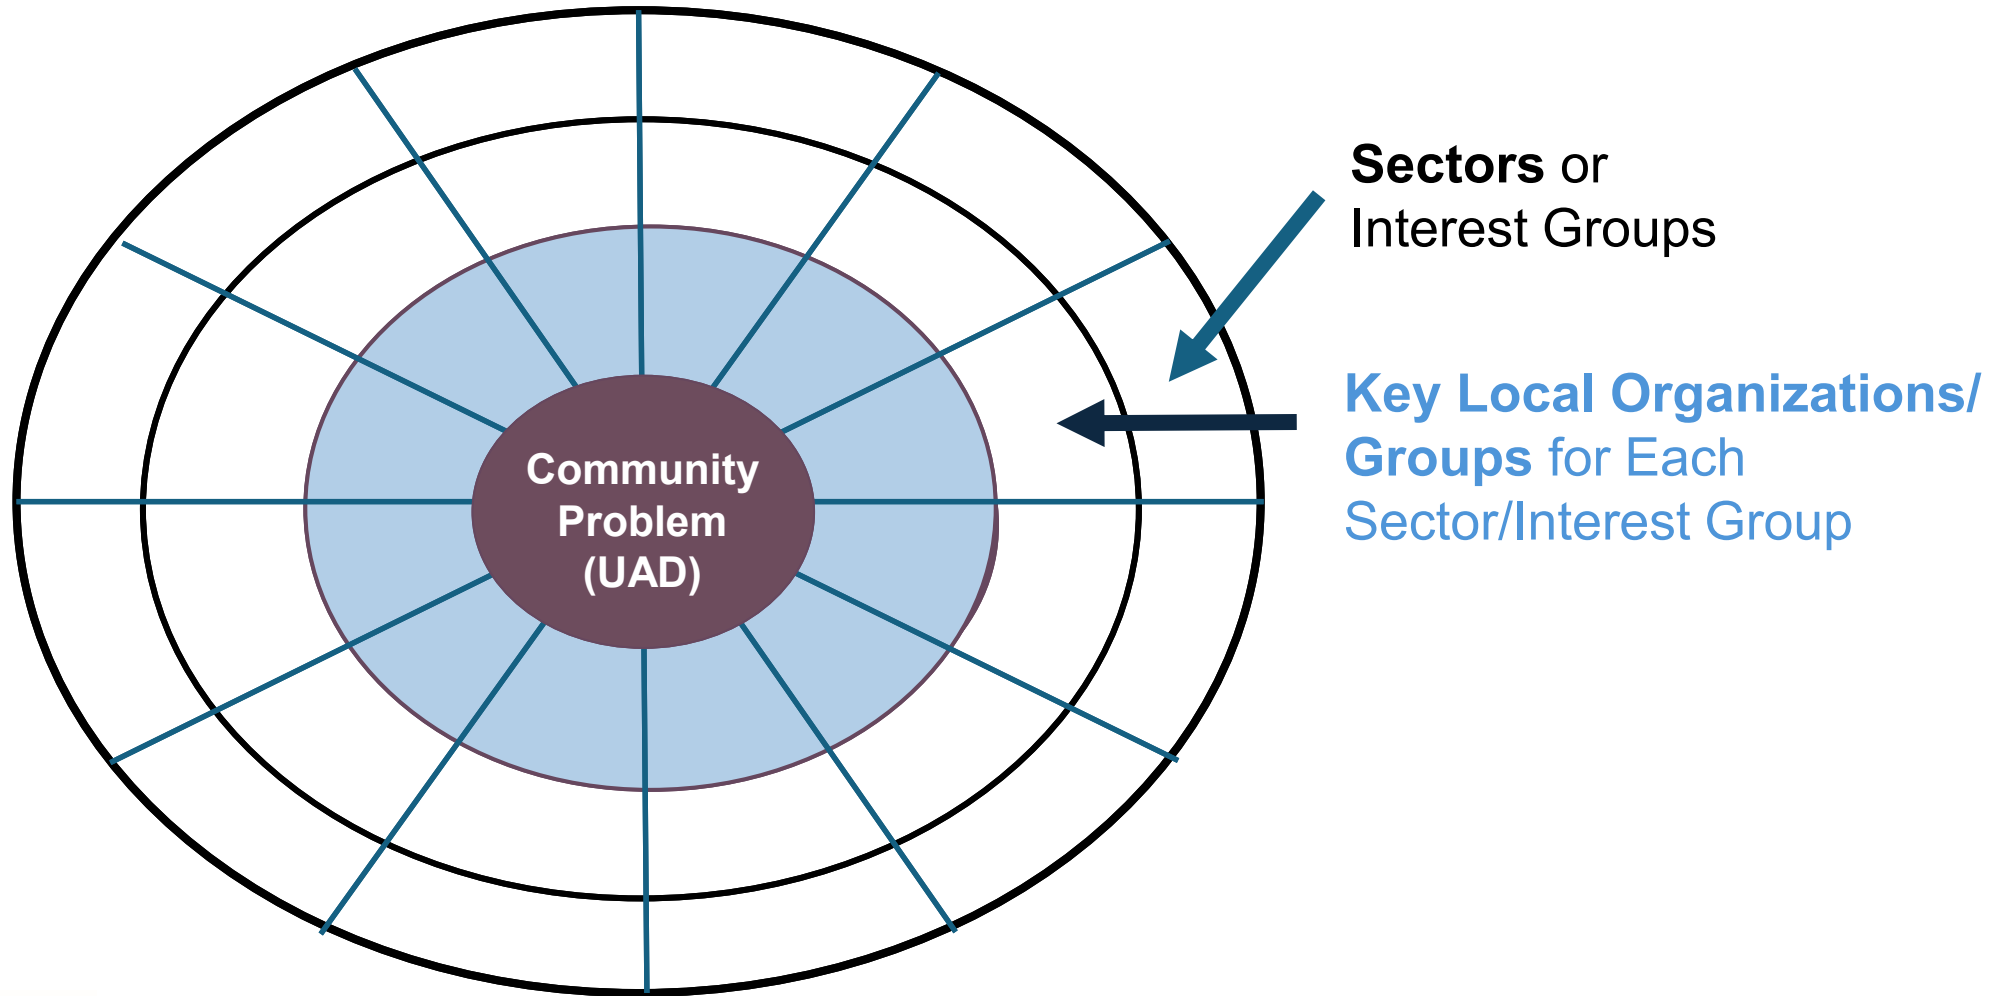 Sectors or
Interest Groups
Key Local Organizations/
Groups for Each
Sector/Interest Group
Community
Problem
(UAD)